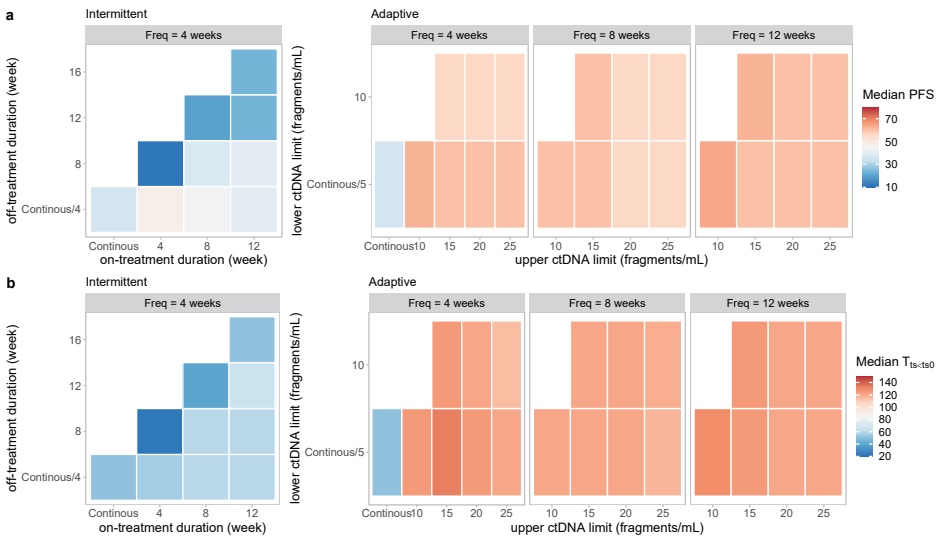 a
Intermittent
Freq = 4 weeks
off-treatment duration (week)
16
12
8
Continous/4
Continous
4
8
12
on-treatment duration (week)
Adaptive
Freq = 4 weeks
Freq = 8 weeks
Freq = 12 weeks
lower ctDNA limit (fragments/mL)
10
Continous/5
Continous
10
15
20
25
10
15
20
25
10
15
20
25
upper ctDNA limit (fragments/mL)
Median PFS
70
50
30
10
b
Intermittent
Freq = 4 weeks
off-treatment duration (week)
16
12
8
Continous/4
Continous
4
8
12
on-treatment duration (week)
Adaptive
Freq = 4 weeks
Freq = 8 weeks
Freq = 12 weeks
lower ctDNA limit (fragments/mL)
10
Continous/5
Continous
10
15
20
25
10
15
20
25
10
15
20
25
upper ctDNA limit (fragments/mL)
Median Tts<ts0
140
120
100
80
60
40
20